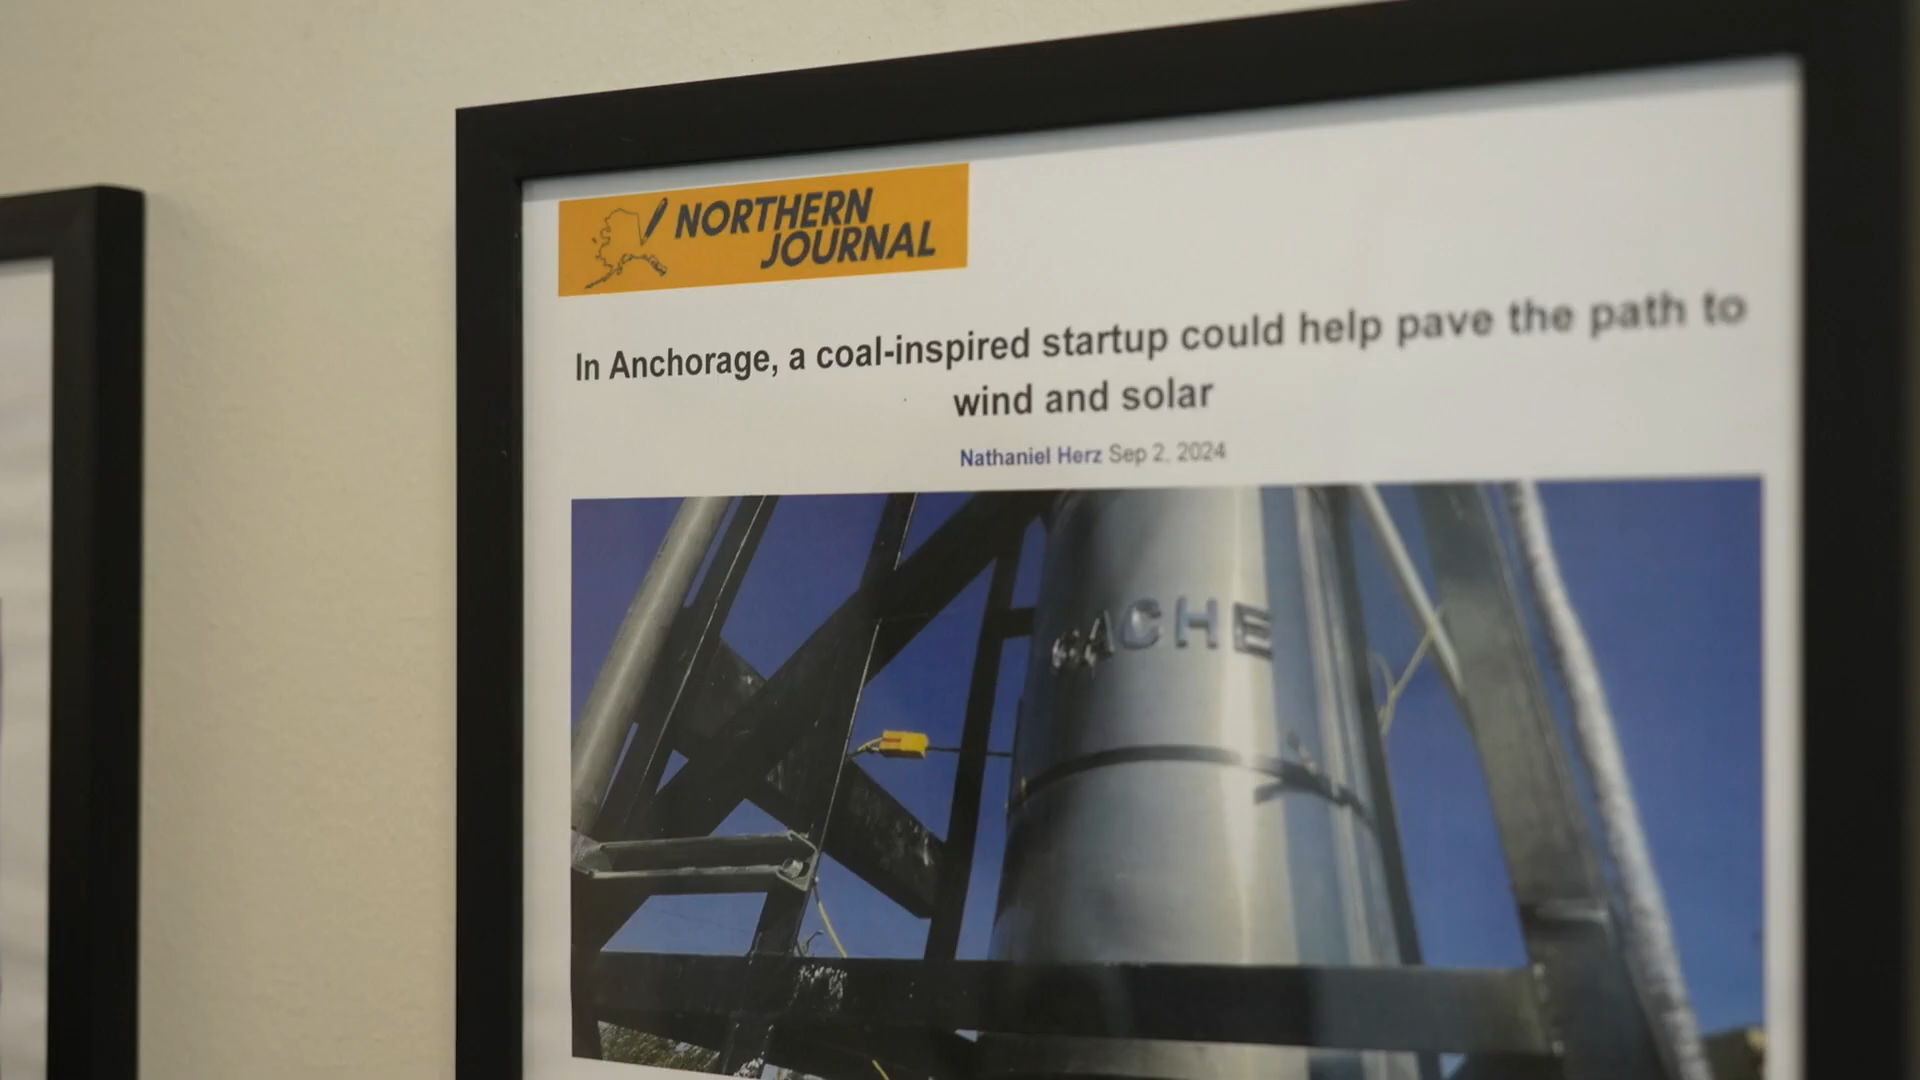 NORTHERN
JOURNAL
In Anchorage, a coal-inspired startup could help pave the path to
wind and solar
Nathaniel Herz Sep 2, 2024
CACHE